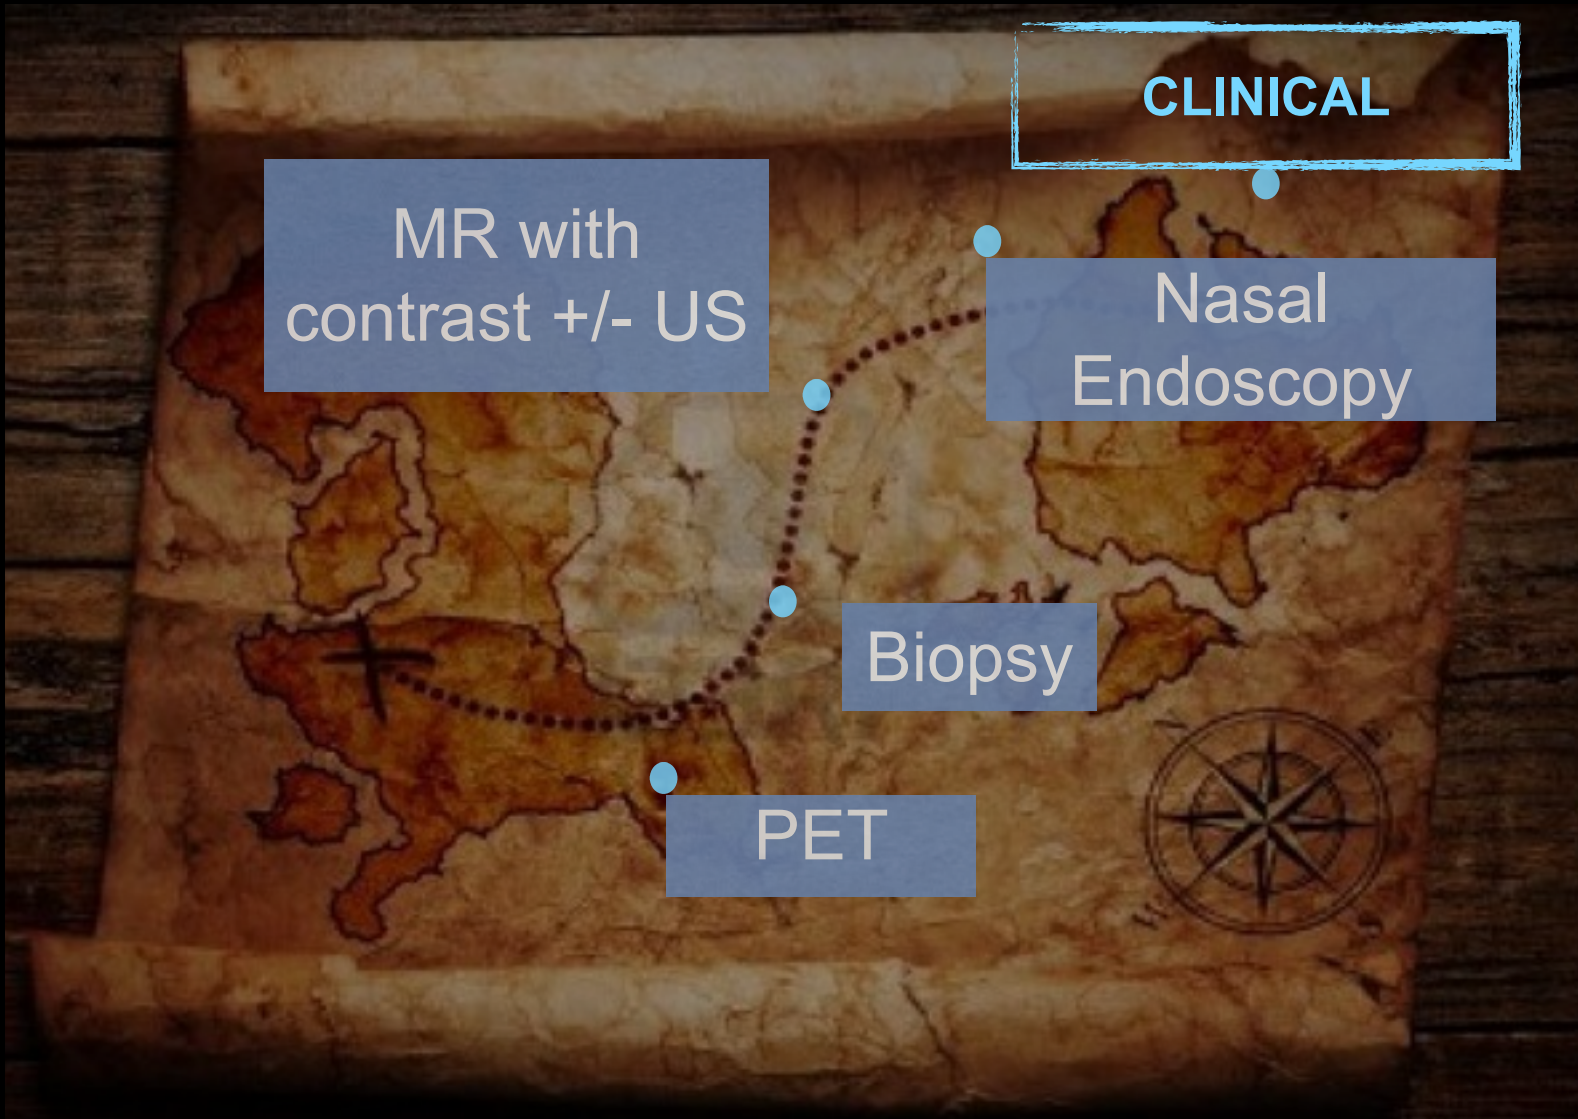 CLINICAL
MR with
contrast +/- US
Nasal
Endoscopy
Biopsy
PET